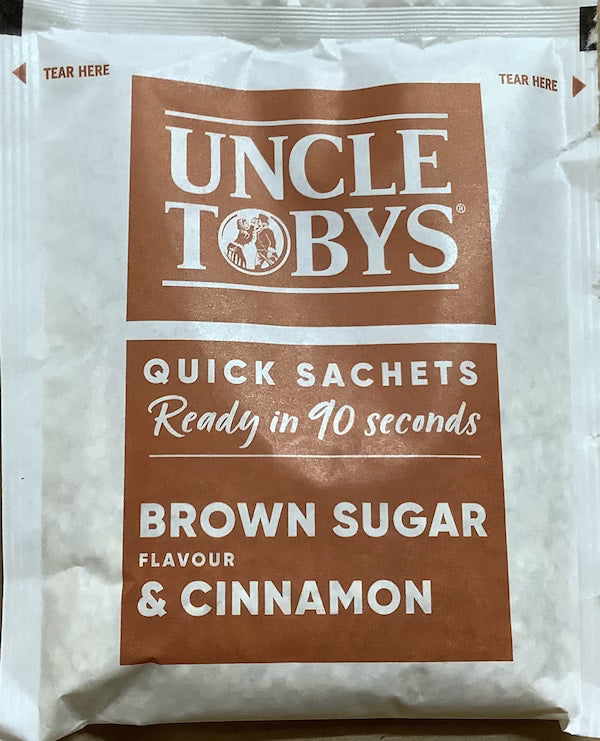 TEAR HERE
TEAR HERE
UNCLE
TOBYS®
QUICK SACHETS
Ready in 90 seconds
BROWN SUGAR
FLAVOUR
& CINNAMON